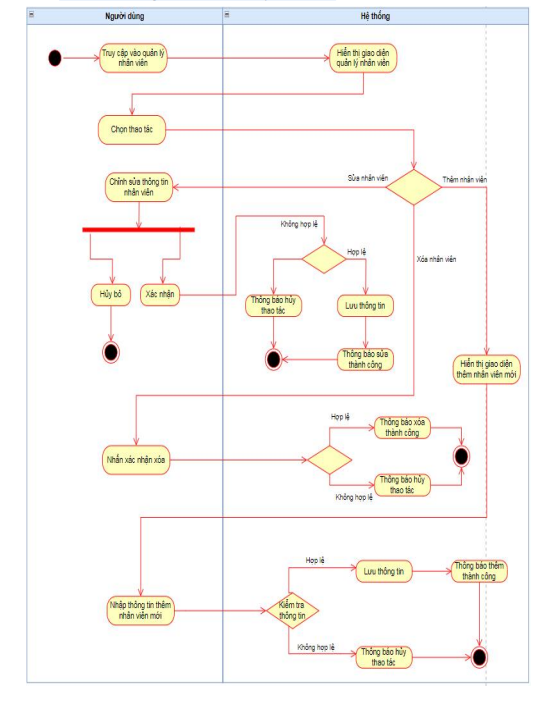 Người dùng
Hệ thống
Truy cập vào quản lý
nhân viên
Hiển thị giao diện
quản lý nhân viên
Chọn thao tác
Sửa nhân viên
Thêm nhân viên
Chỉnh sửa thông tin
nhân viên
Không hợp lệ
Hợp lệ
Xóa nhân viên
Hủy bỏ
Xác nhận
Thông báo hủy
thao tác
Lưu thông tin
Thông báo sửa
thành công
Hiển thị giao diện
thêm nhân viên mới
Hợp lệ
Thông báo xóa
thành công
Nhấn xác nhận xóa
Thông báo hủy
thao tác
Không hợp lệ
Hợp lệ
Lưu thông tin
Thông báo thêm
thành công
Nhập thông tin thêm
nhân viên mới
Kiểm tra
thông tin
Không hợp lệ
Thông báo hủy
thao tác